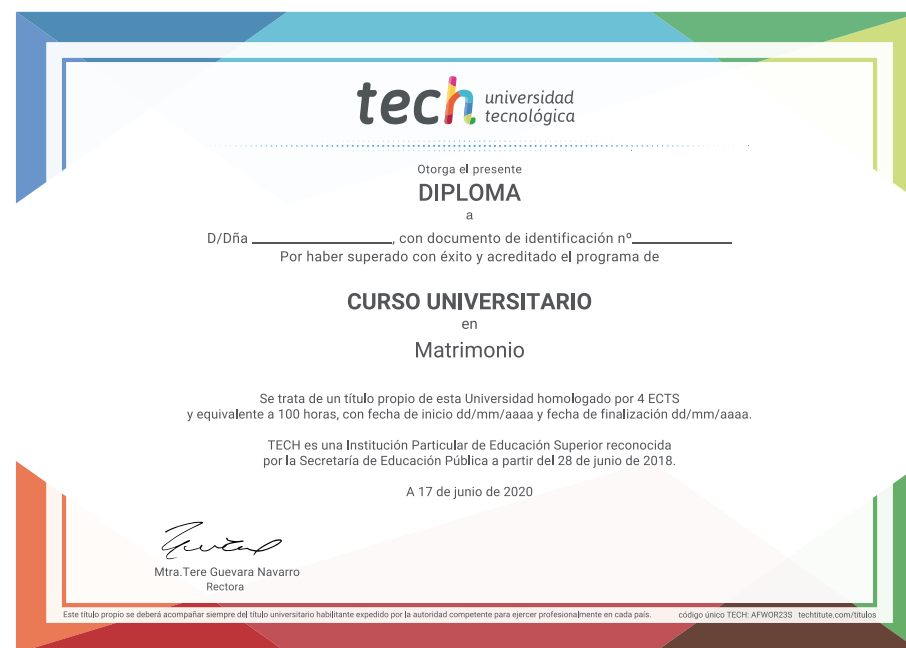 tech universidad
tecnológica
Otorga el presente
DIPLOMA
a
D/Dña ____________________, con documento de identificación nº______________
Por haber superado con éxito y acreditado el programa de
CURSO UNIVERSITARIO
en
Matrimonio
Se trata de un título propio de esta Universidad homologado por 4 ECTS
y equivalente a 100 horas, con fecha de inicio dd/mm/aaaa y fecha de finalización dd/mm/aaaa.
TECH es una Institución Particular de Educación Superior reconocida
por la Secretaría de Educación Pública a partir del 28 de junio de 2018.
A 17 de junio de 2020
Mtra.Tere Guevara Navarro
Rectora
Este título propio se deberá acompañar siempre del título universitario habilitante expedido por la autoridad competente para ejercer profesionalmente en cada país. código único TECH: AFWOR23S techtitute.com/titulos